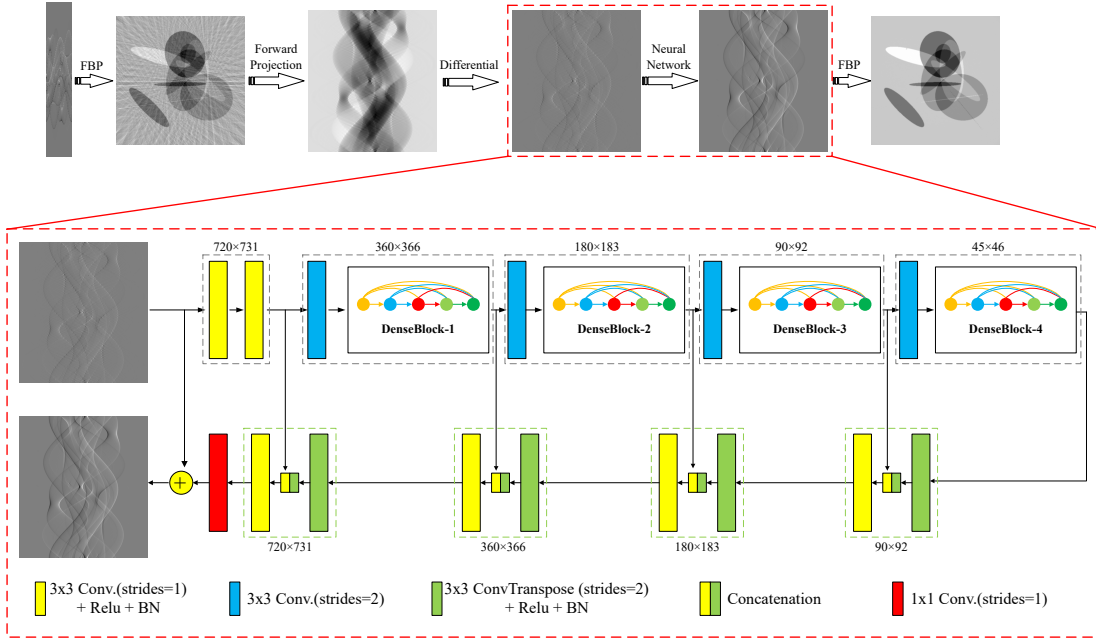 FBP
Forward
Projection
Differential
Neural
Network
FBP
720×731
360×366
180×183
90×92
45×46
DenseBlock-1
DenseBlock-2
DenseBlock-3
DenseBlock-4
+
720×731
360×366
180×183
90×92
3x3 Conv.(strides=1)
+ Relu + BN
3x3 Conv.(strides=2)
3x3 ConvTranspose (strides=2)
+ Relu + BN
Concatenation
1x1 Conv.(strides=1)